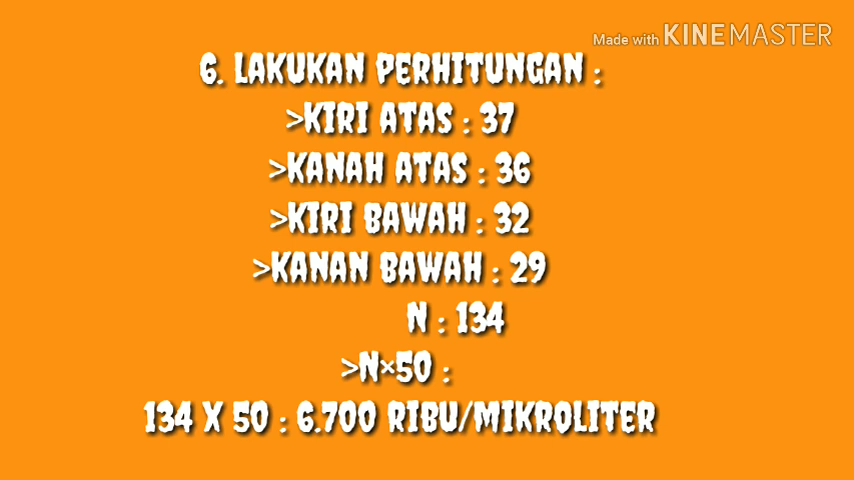 Made with KINEMASTER
6. LAKUKAN PERHITUNGAN :
>KIRI ATAS : 37
>KANAH ATAS : 36
>KIRI BAWAH : 32
>KANAN BAWAH : 29
N : 134
>N×50 :
134 X 50 : 6.700 RIBU/MIKROLITER